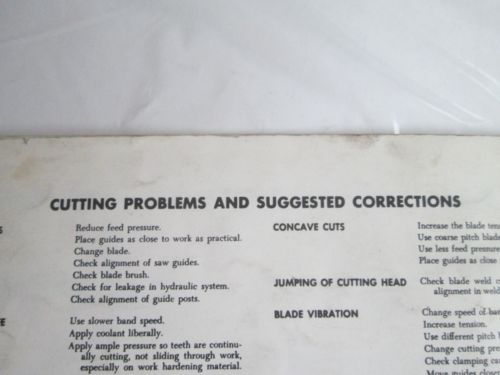 CUTTING PROBLEMS AND SUGGESTED CORRECTIONS
Reduce feed pressure.
Place guides as close to work as practical.
Change blade.
Check alignment of saw guides.
Check blade brush.
Check for leakage in hydraulic system.
Check alignment of guide posts.
Use slower band speed.
Apply coolant liberally.
Apply ample pressure so teeth are continu-
ally cutting, not sliding through work,
especially on work hardening material.
CONCAVE CUTS
Increase the blade
Use coarse pitch blade
Use less feed pressure
Place guides as close
JUMPING OF CUTTING HEAD
Check blade weld
alignment in weld
BLADE VIBRATION
Change speed of
Increase tension.
Use different pitch
Change cutting
Check clamping
Move guides